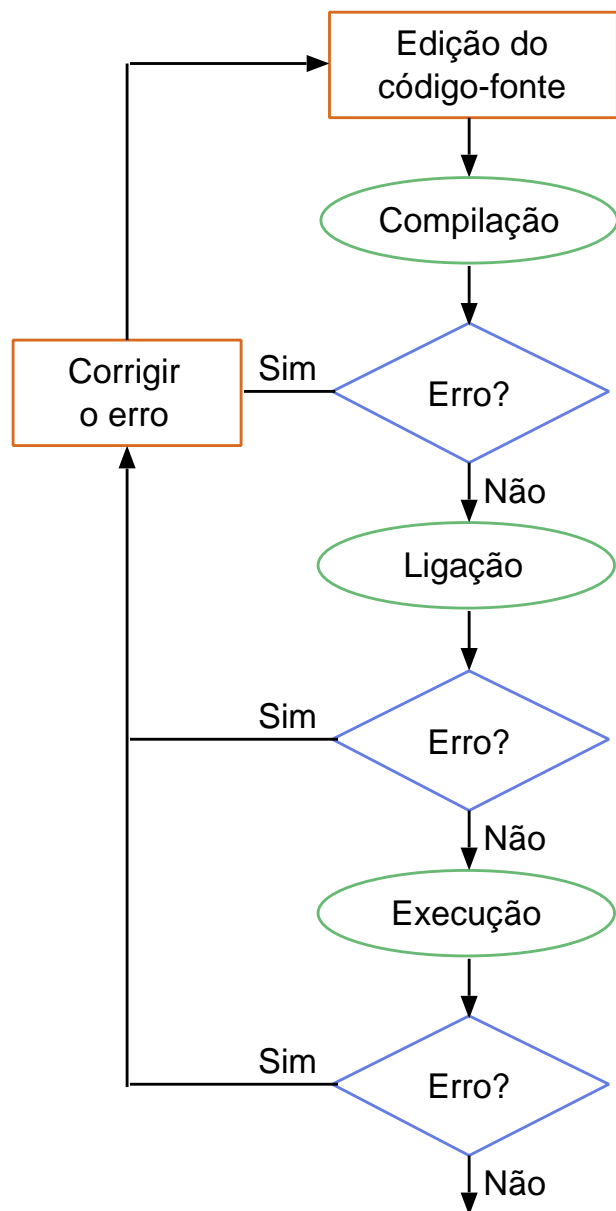 Edição do
código-fonte
Compilação
Corrigir
o erro
Sim
Erro?
Não
Ligação
Sim
Erro?
Não
Execução
Sim
Erro?
Não